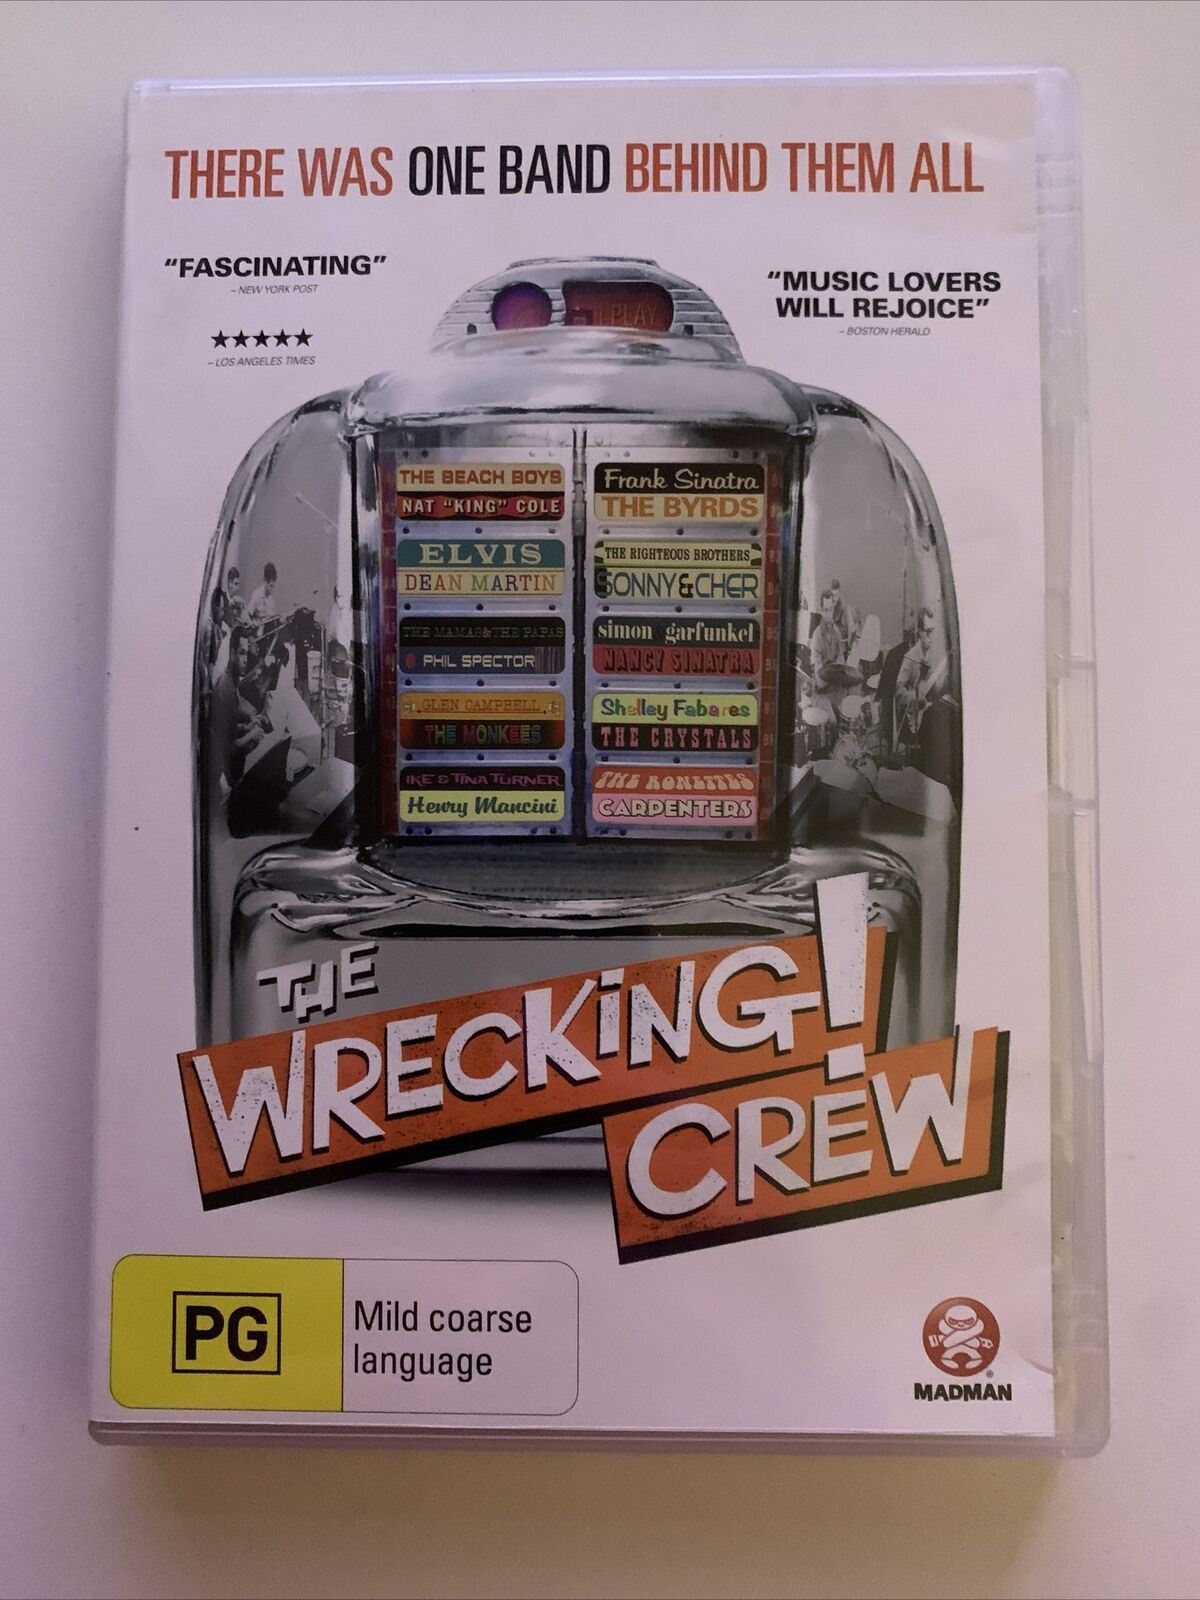 THERE WAS ONE BAND BEHIND THEM ALL
“FASCINATING”
– NEW YORK POST
★★★★★
– LOS ANGELES TIMES
“MUSIC LOVERS
WILL REJOICE”
– BOSTON HERALD
PLAY
THE BEACH BOYS
NAT “KING” COLE
ELVIS
DEAN MARTIN
THE MAMAS & THE PAPAS
PHIL SPECTOR
GLEN CAMPBELL
THE MONKEES
IKE & TINA TURNER
Henry Mancini
Frank Sinatra
THE BYRDS
THE RIGHTEOUS BROTHERS
SONNY & CHER
simon garfunkel
NANCY SINATRA
Shelley Fabares
THE CRYSTALS
THE RONETTES
CARPENTERS
THE
WRECKiNG!
CREW
PG
Mild coarse
language
®
MADMAN